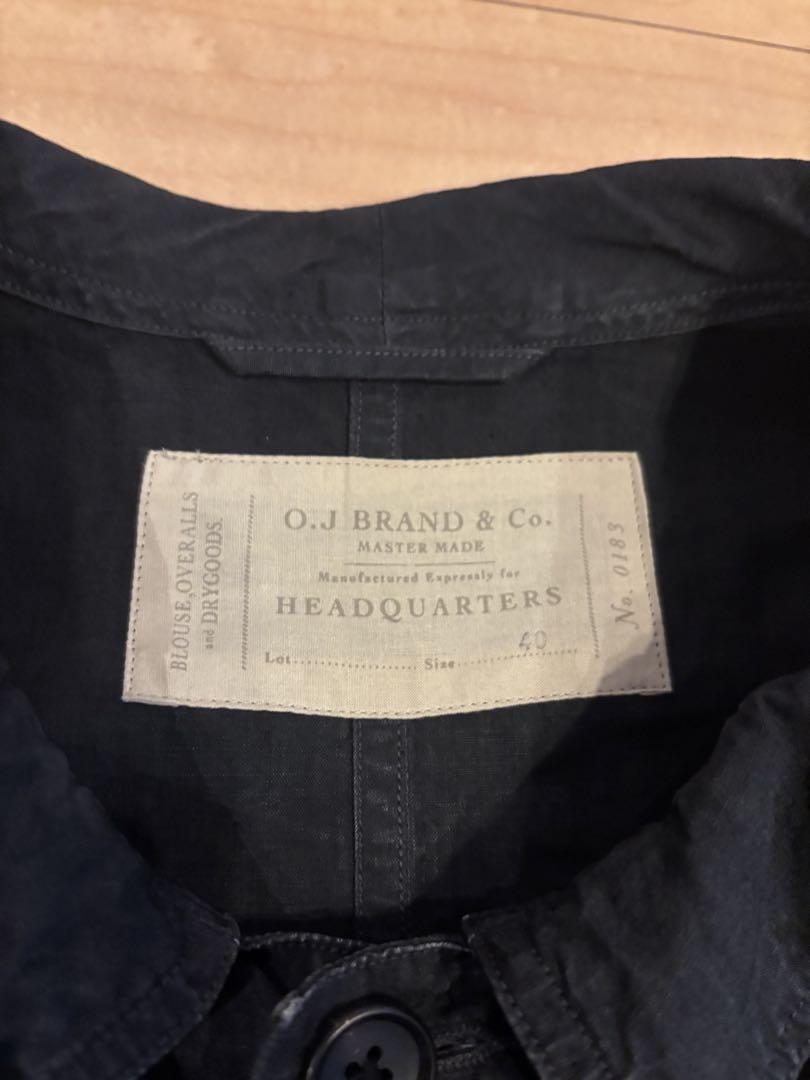 BLOUSE, OVERALLS
and DRYGOODS.
O.J BRAND & Co.
MASTER MADE
Manufactured Expressly for
HEADQUARTERS
Lot.................. Size.................. 40
No. 0183